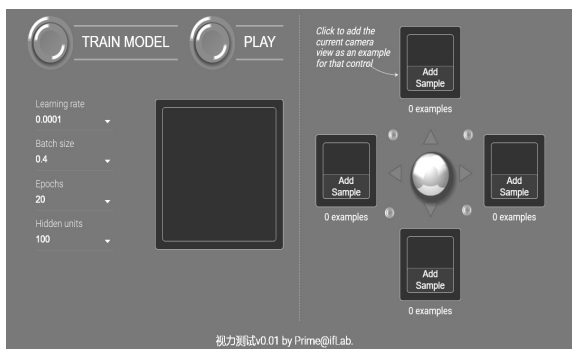 TRAIN MODEL
PLAY
Click to add the
current camera
view as an example
for that control
Add
Sample
0 examples
Learning rate
0.0001
Batch size
0.4
Epochs
20
Hidden units
100
Add
Sample
0 examples
Add
Sample
0 examples
Add
Sample
0 examples
视力测试v0.01 by Prime@ifLab.